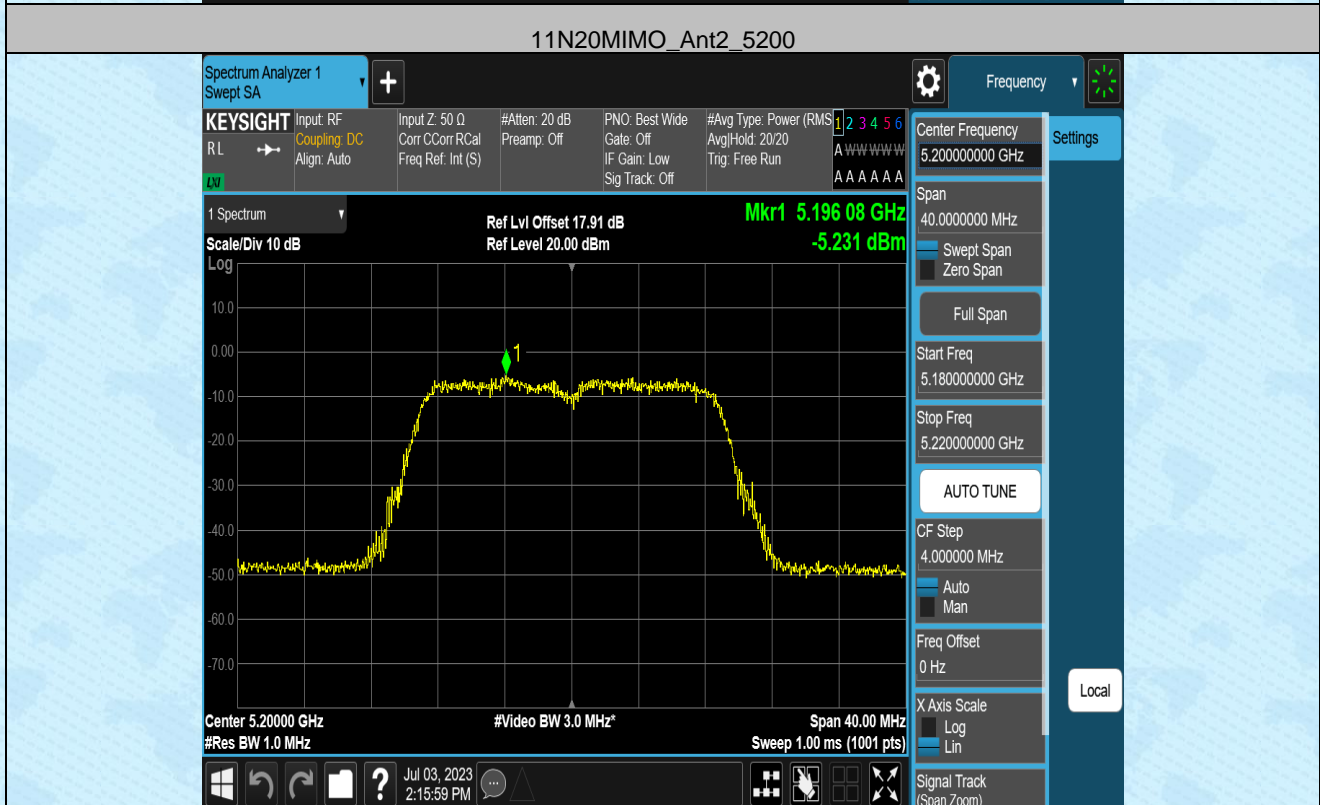 11N20MIMO_Ant2_5200
Spectrum Analyzer 1
Swept SA
Frequency
KEYSIGHT
R L
LXI
Input: RF
Coupling: DC
Align: Auto
Input Z: 50 Ω
Corr CCorr RCal
Freq Ref: Int (S)
#Atten: 20 dB
Preamp: Off
PNO: Best Wide
Gate: Off
IF Gain: Low
Sig Track: Off
#Avg Type: Power (RMS
Avg|Hold: 20/20
Trig: Free Run
1 2 3 4 5 6
A W W W W W
A A A A A A
Center Frequency
5.200000000 GHz
Settings
Span
40.0000000 MHz
Swept Span
Zero Span
Full Span
Start Freq
5.180000000 GHz
Stop Freq
5.220000000 GHz
AUTO TUNE
CF Step
4.000000 MHz
Auto
Man
Freq Offset
0 Hz
X Axis Scale
Log
Lin
Signal Track
(Span Zoom)
Local
1 Spectrum
Scale/Div 10 dB
Ref Lvl Offset 17.91 dB
Ref Level 20.00 dBm
Mkr1 5.196 08 GHz
-5.231 dBm
Log
10.0
0.00
1
-10.0
-20.0
-30.0
-40.0
-50.0
-60.0
-70.0
Center 5.20000 GHz
#Video BW 3.0 MHz*
Span 40.00 MHz
#Res BW 1.0 MHz
Sweep 1.00 ms (1001 pts)
?
Jul 03, 2023
2:15:59 PM